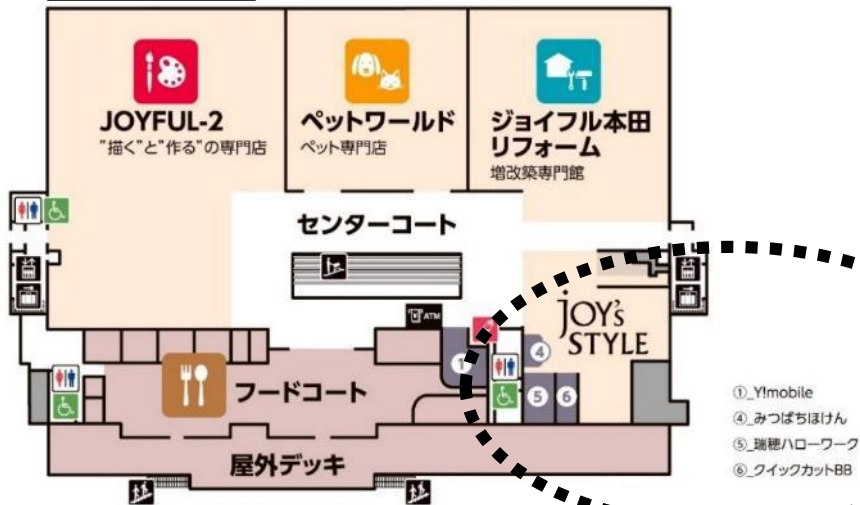 JOYFUL-2
"描く"と"作る"の専門店
ペットワールド
ペット専門店
ジョイフル本田
リフォーム
増改築専門館
センターコート
ATM
JOY's
STYLE
①
④
⑤
⑥
フードコート
屋外デッキ
①_Y!mobile
④_みつばちほけん
⑤_瑞穂ハローワーク
⑥_クイックカットBB